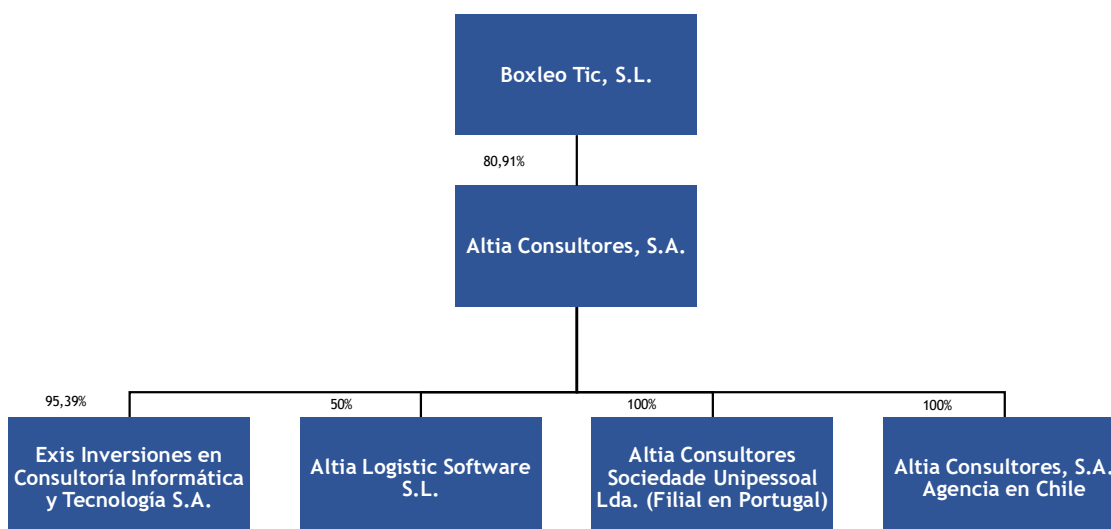 Boxleo Tic, S.L.
80,91%
Altia Consultores, S.A.
95,39%
50%
100%
100%
Exis Inversiones en
Consultoría Informática
y Tecnología S.A.
Altia Logistic Software
S.L.
Altia Consultores
Sociedade Unipessoal
Lda. (Filial en Portugal)
Altia Consultores, S.A.
Agencia en Chile